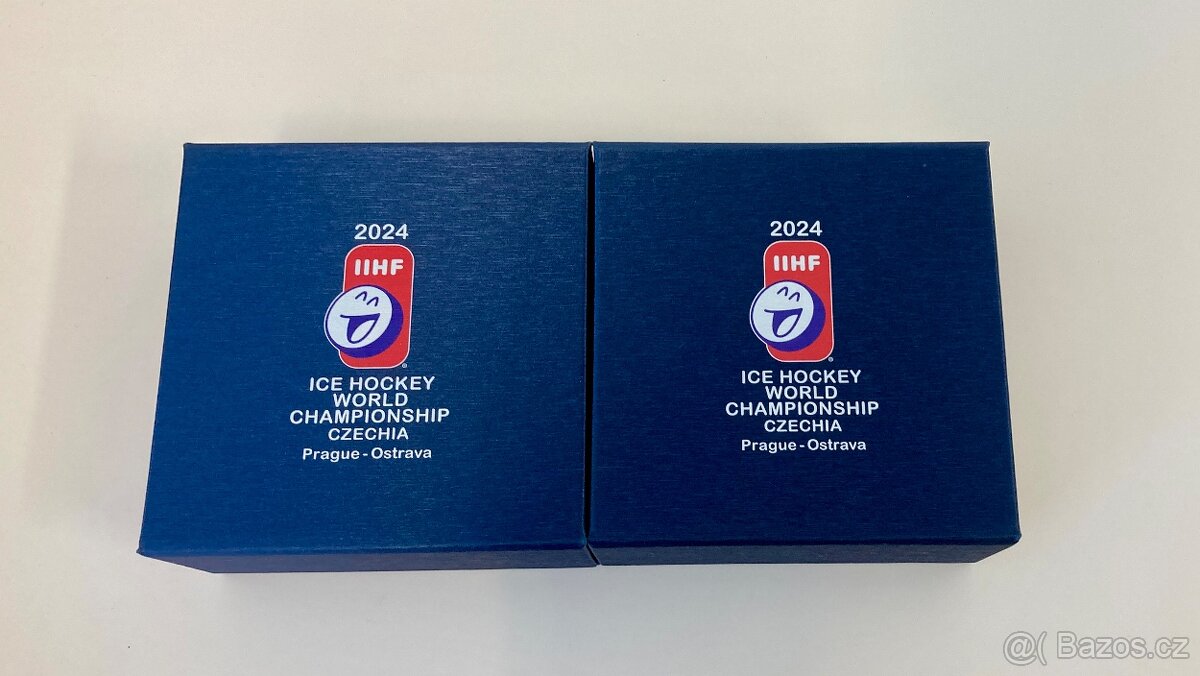 2024
IIHF
®
ICE HOCKEY
WORLD
CHAMPIONSHIP
CZECHIA
Prague - Ostrava
2024
IIHF
®
ICE HOCKEY
WORLD
CHAMPIONSHIP
CZECHIA
Prague - Ostrava
@( Bazos.cz